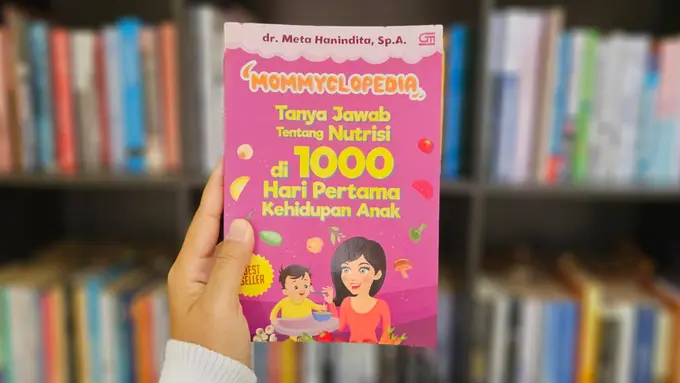 dr. Meta Hanindita, Sp.A.
MOMMYCLOPEDIA
Tanya Jawab
Tentang Nutrisi
di 1000
Hari Pertama
Kehidupan Anak
BEST
SELLER